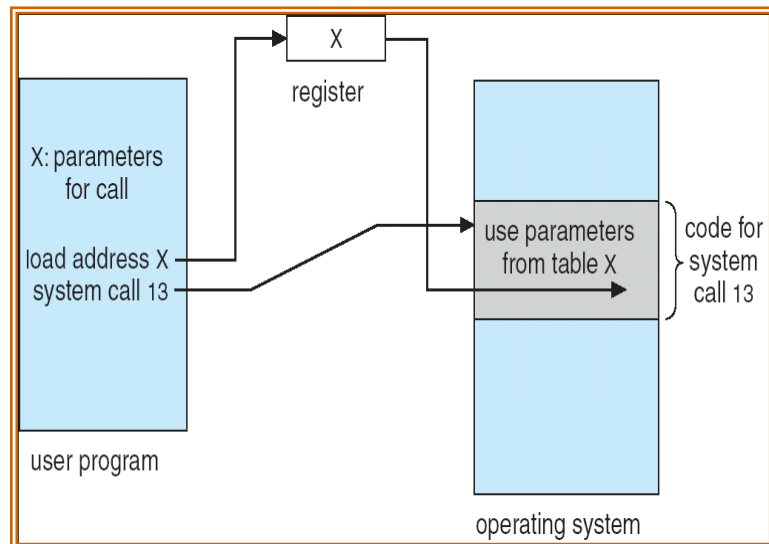 X
register
X: parameters
for call
load address X
system call 13
user program
use parameters
from table X
code for
system
call 13
operating system